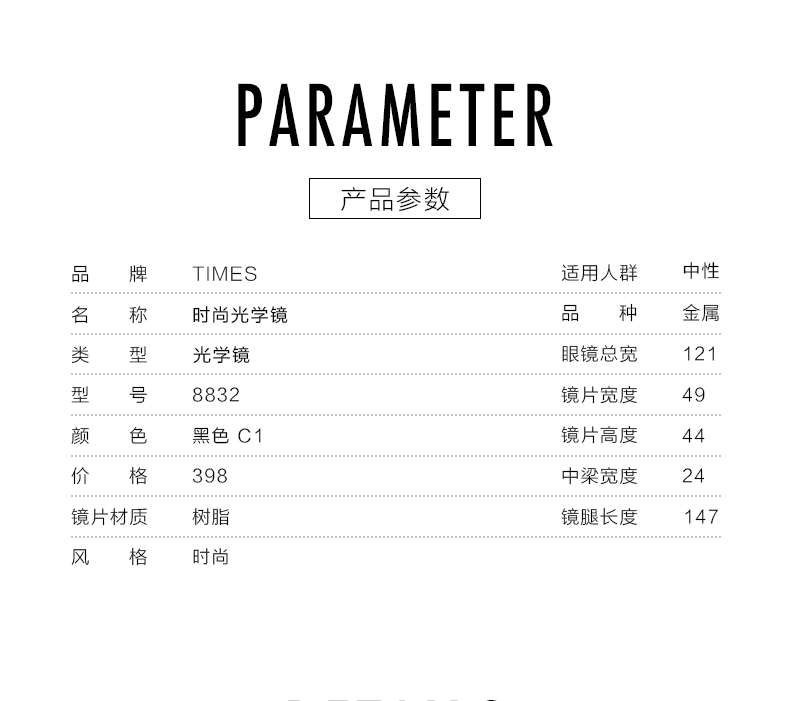 PARAMETER
产品参数
品 牌 TIMES 适用人群 中性
名 称 时尚光学镜 品 种 金属
类 型 光学镜 眼镜总宽 121
型 号 8832 镜片宽度 49
颜 色 黑色 C1 镜片高度 44
价 格 398 中梁宽度 24
镜片材质 树脂 镜腿长度 147
风 格 时尚